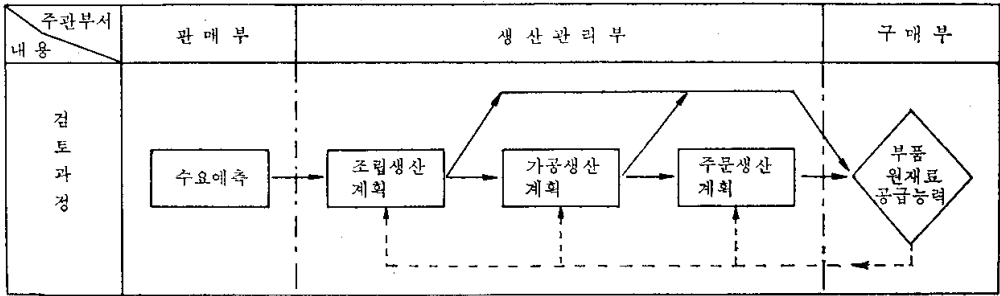 주관부서
내용
판매부
생산관리부
구매부
검토과정
수요예측
조립생산
계획
가공생산
계획
주문생산
계획
부품
원재료
공급능력